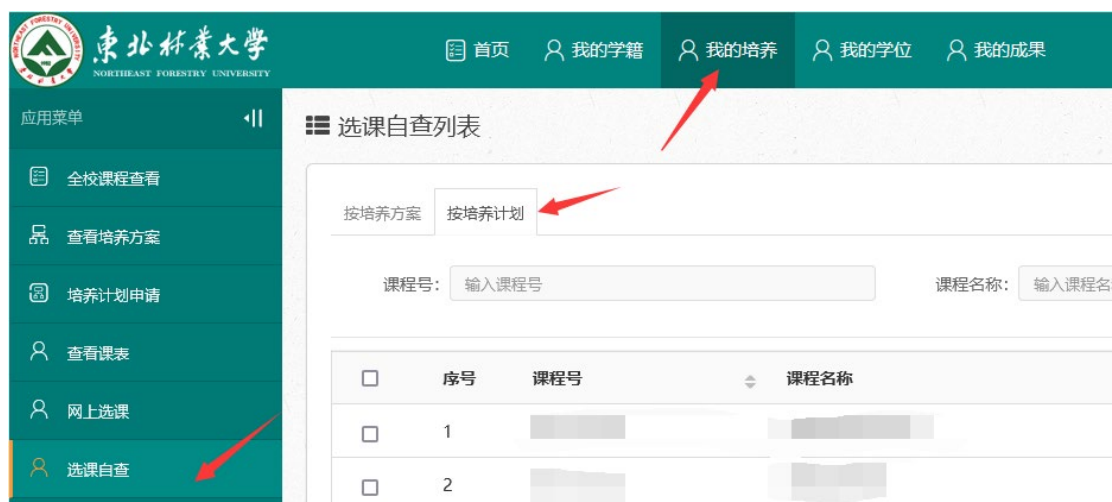 東北林業大學
NORTHEAST FORESTRY UNIVERSITY
首页 我的学籍 我的培养 我的学位 我的成果
应用菜单
选课自查列表
全校课程查看
按培养方案 按培养计划
查看培养方案
课程号： 输入课程号 课程名称： 输入课程名
培养计划申请
查看课表
序号 课程号 课程名称
网上选课
1
选课自查
2